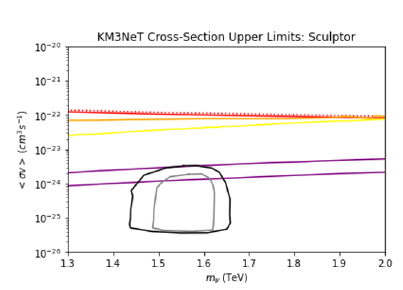 KM3NeT Cross-Section Upper Limits: Sculptor
10⁻²⁰
10⁻²¹
10⁻²²
10⁻²³
10⁻²⁴
10⁻²⁵
10⁻²⁶
< σv > (cm³s⁻¹)
1.3 1.4 1.5 1.6 1.7 1.8 1.9 2.0
m_ψ (TeV)